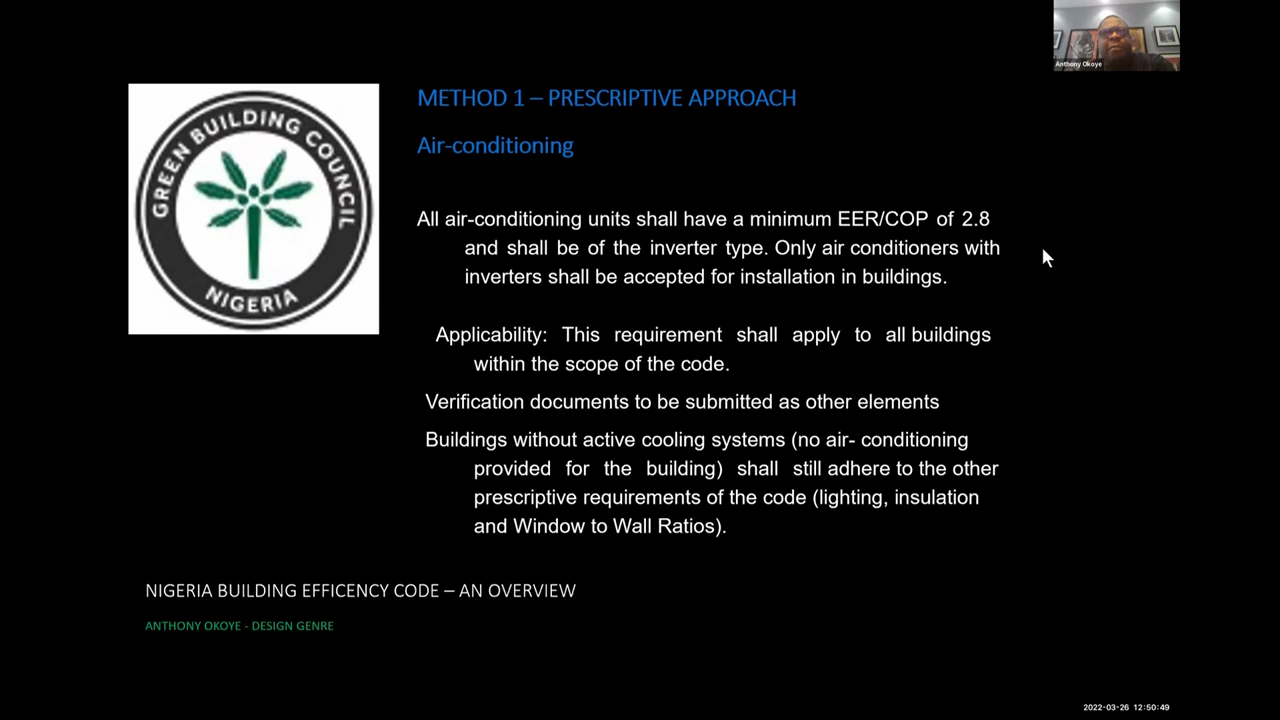 Anthony Okoye
GREEN BUILDING COUNCIL
NIGERIA
METHOD 1 – PRESCRIPTIVE APPROACH
Air-conditioning
All air-conditioning units shall have a minimum EER/COP of 2.8
and shall be of the inverter type. Only air conditioners with
inverters shall be accepted for installation in buildings.
Applicability: This requirement shall apply to all buildings
within the scope of the code.
Verification documents to be submitted as other elements
Buildings without active cooling systems (no air- conditioning
provided for the building) shall still adhere to the other
prescriptive requirements of the code (lighting, insulation
and Window to Wall Ratios).
NIGERIA BUILDING EFFICENCY CODE – AN OVERVIEW
ANTHONY OKOYE - DESIGN GENRE
2022-03-26 12:50:49